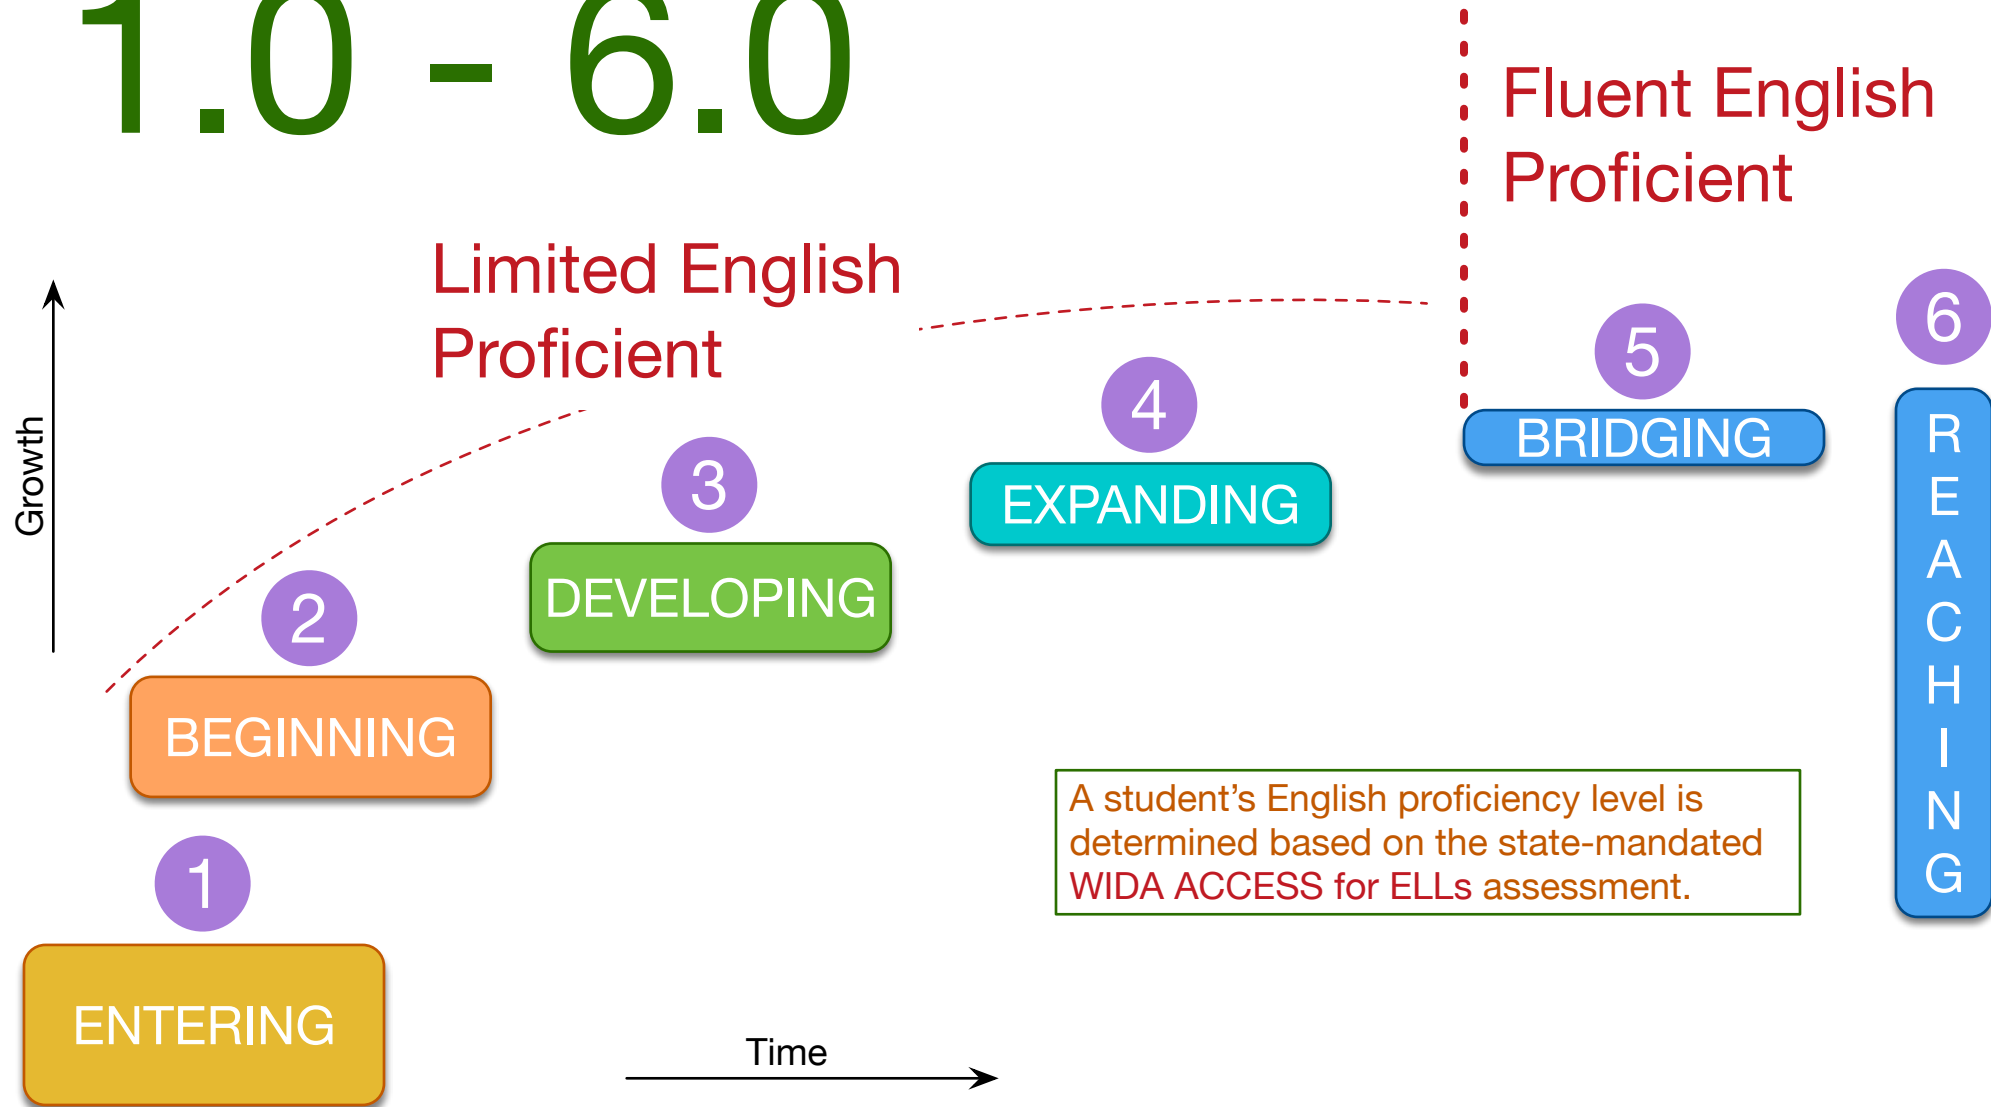 1.0 - 6.0
Fluent English
Proficient
Limited English
Proficient
Growth
6
REACHING
5
BRIDGING
4
EXPANDING
3
DEVELOPING
2
BEGINNING
A student’s English proficiency level is
determined based on the state-mandated
WIDA ACCESS for ELLs assessment.
1
ENTERING
Time